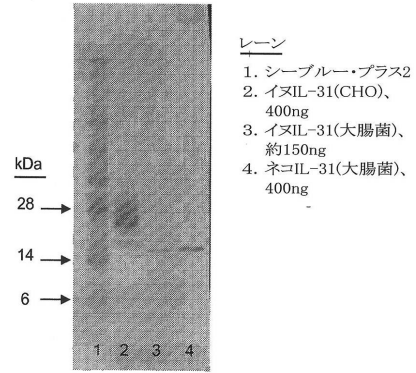 レーン
1. シーブルー・プラス2
2. イヌIL-31(CHO)、
400ng
3. イヌIL-31(大腸菌)、
約150ng
4. ネコIL-31(大腸菌)、
400ng
kDa
28
14
6
1 2 3 4